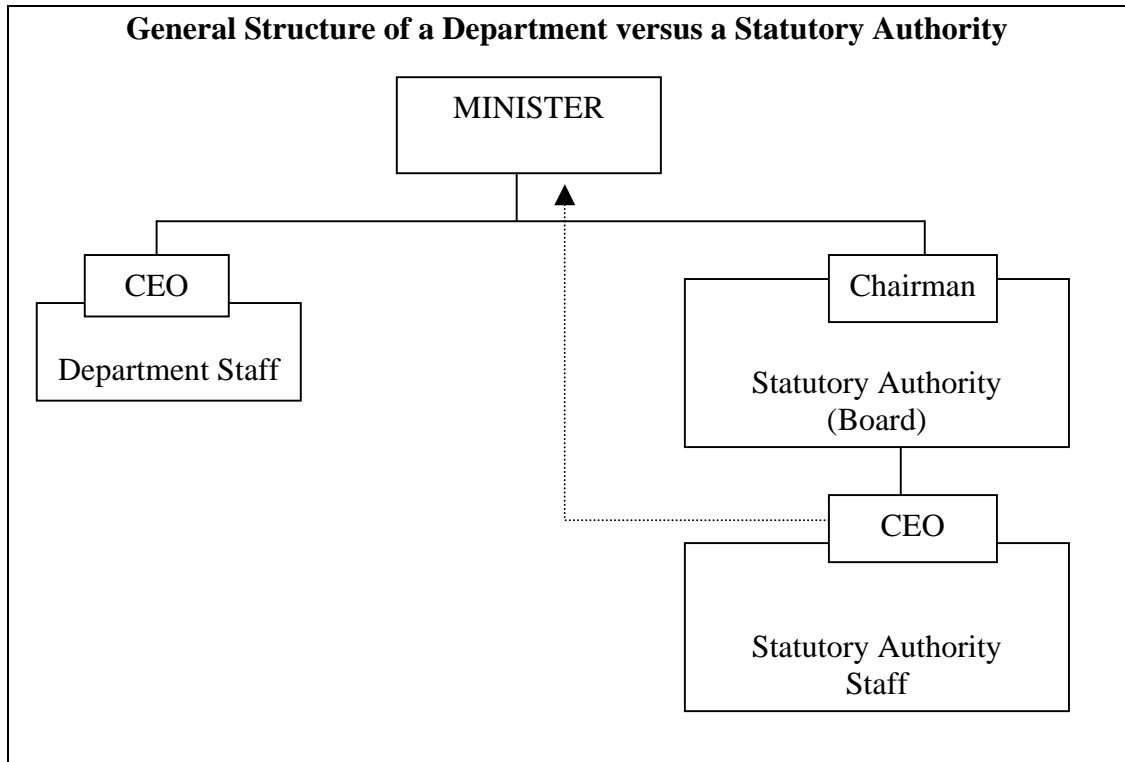 General Structure of a Department versus a Statutory Authority
MINISTER
CEO
Department Staff
Chairman
Statutory Authority
(Board)
CEO
Statutory Authority
Staff